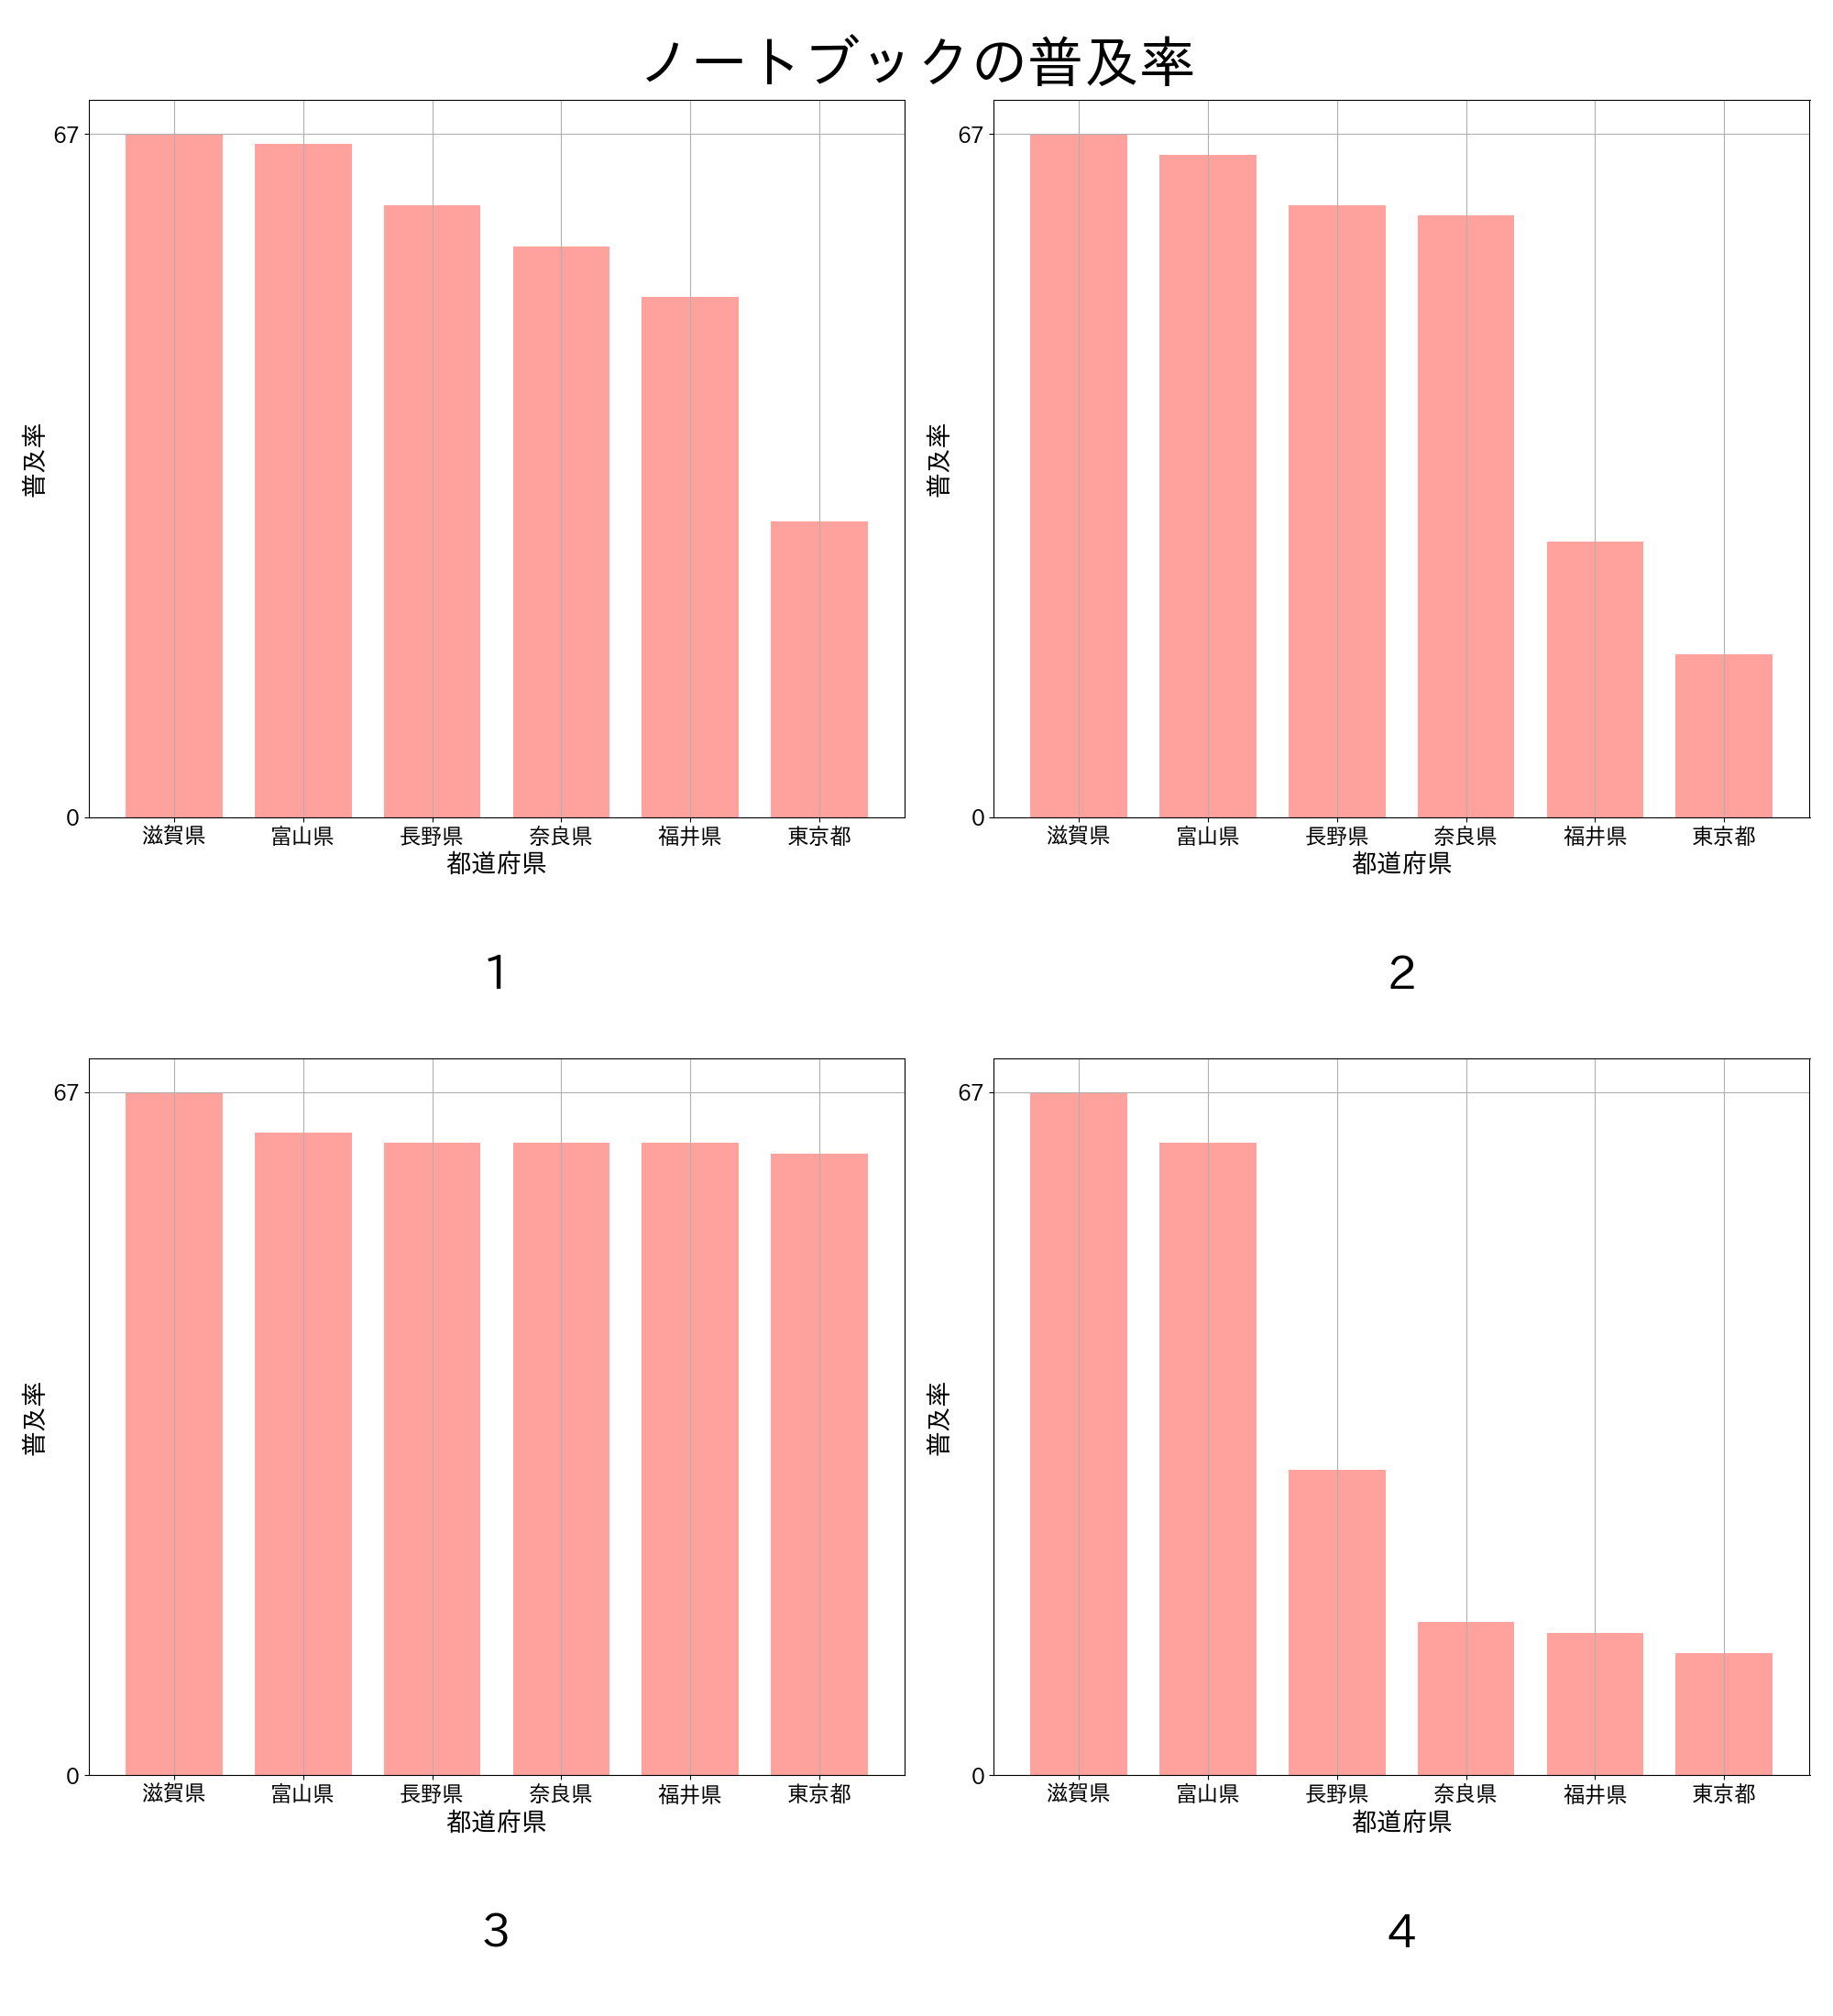 ノートブックの普及率
67
0
普及率
滋賀県 富山県 長野県 奈良県 福井県 東京都
都道府県
1
67
0
普及率
滋賀県 富山県 長野県 奈良県 福井県 東京都
都道府県
2
67
0
普及率
滋賀県 富山県 長野県 奈良県 福井県 東京都
都道府県
3
67
0
普及率
滋賀県 富山県 長野県 奈良県 福井県 東京都
都道府県
4